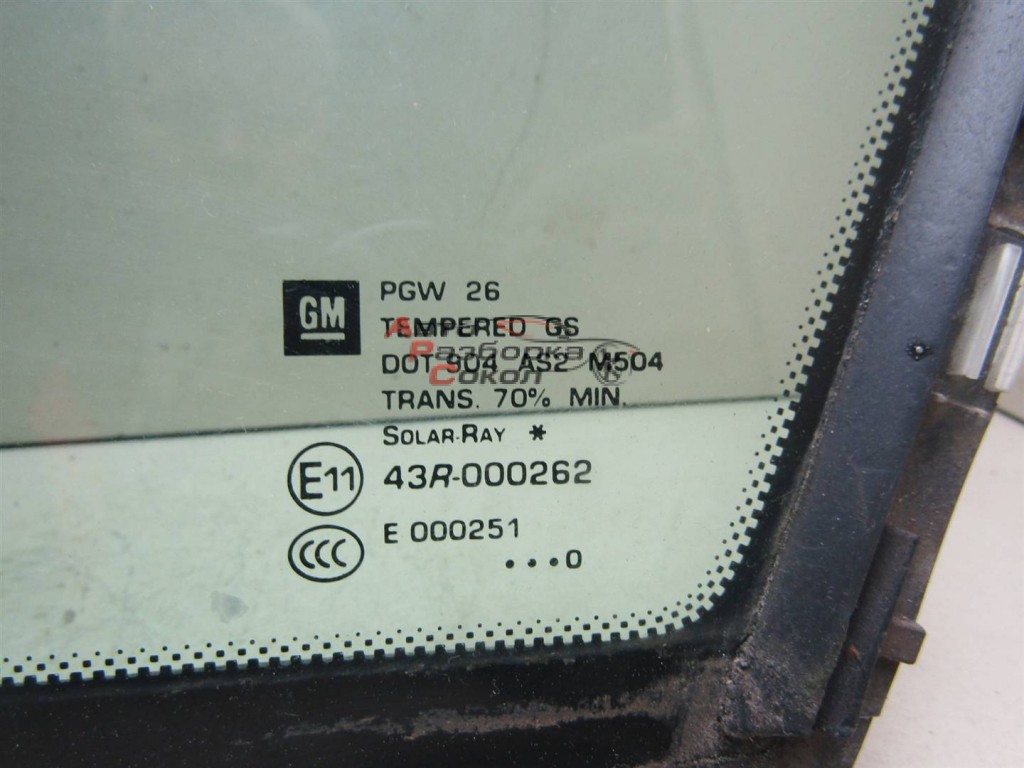 GM
PGW 26
TEMPERED GS
DOT 904 AS2 M504
TRANS. 70% MIN.
SOLAR-RAY *
E11 43R-000262
CCC E 000251
...0
Разборка
Сокол